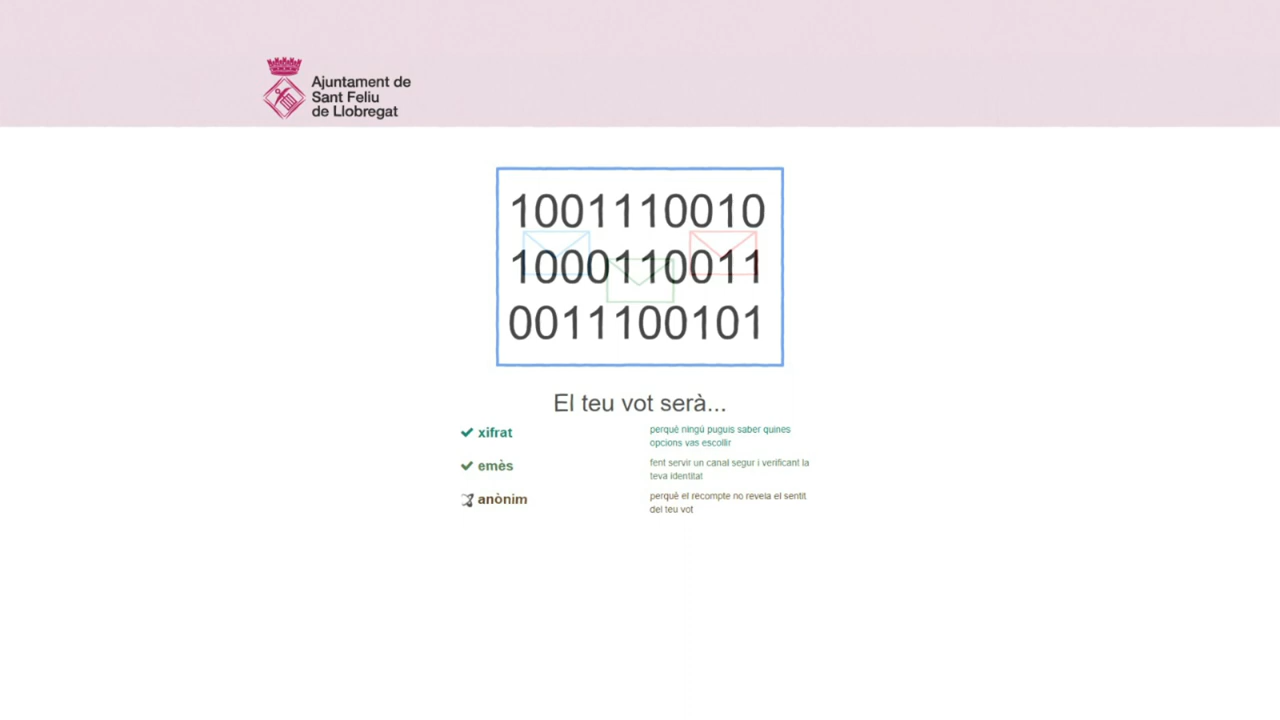 Ajuntament de
Sant Feliu
de Llobregat
1001110010
1000110011
0011100101
El teu vot serà...
xifrat
perquè ningú puguis saber quines
opcions vas escollir
emès
fent servir un canal segur i verificant la
teva identitat
anònim
perquè el recompte no revela el sentit
del teu vot